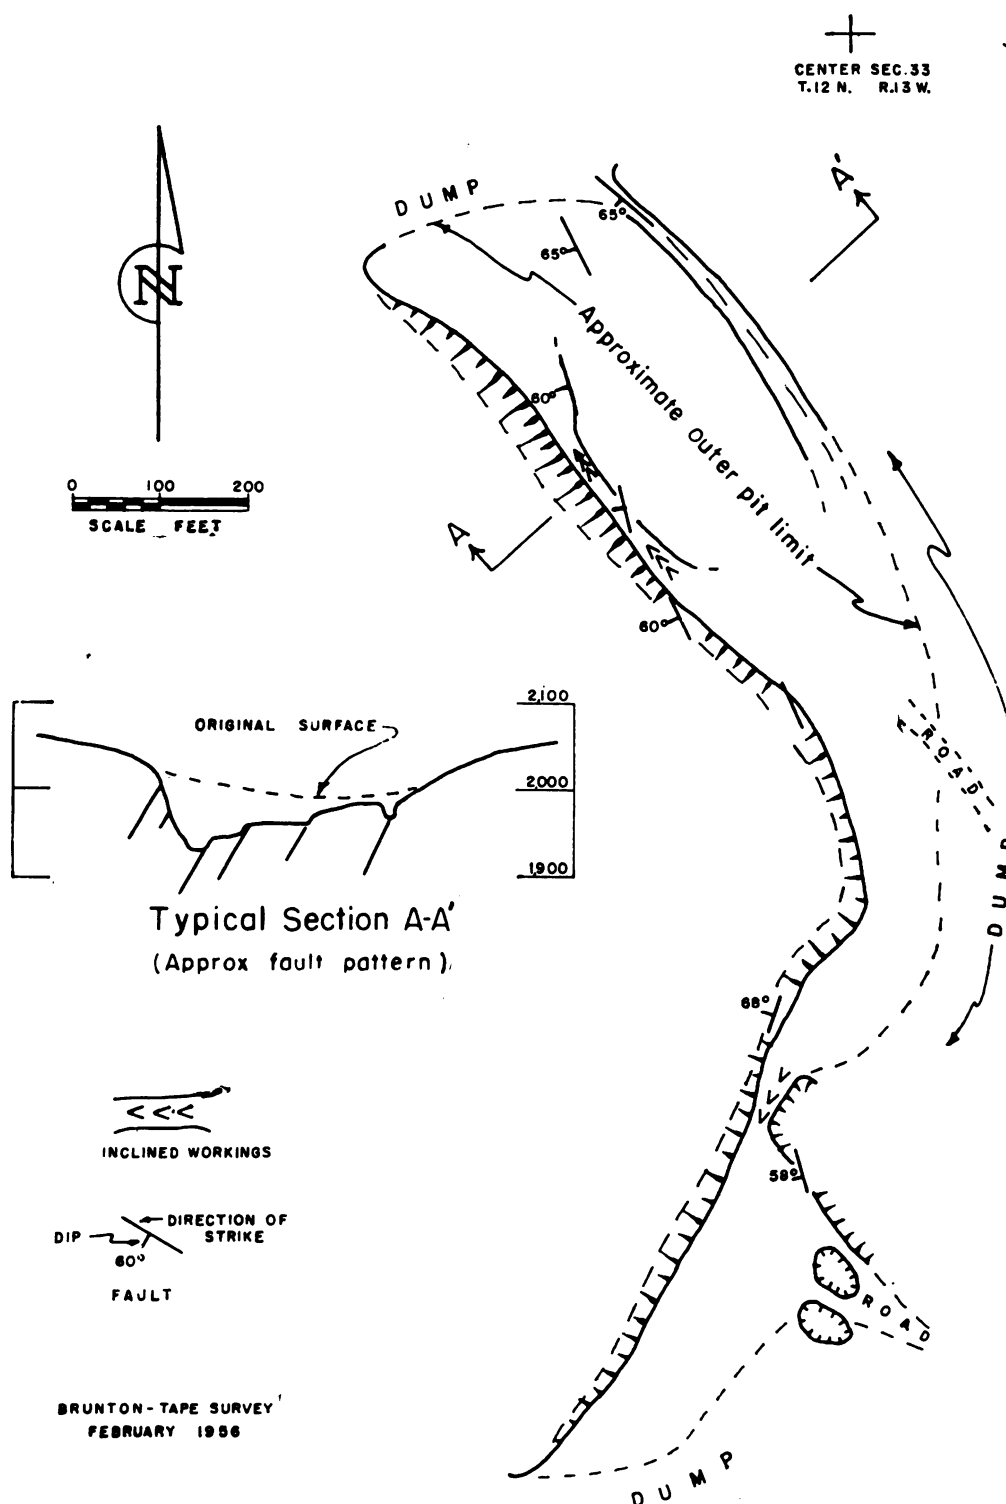 CENTER SEC.33
T.12 N. R.13 W.
A'
DUMP
65°
65°
N
Approximate outer pit limit
60°
0 100 200
SCALE FEET
A
60°
2,100
ORIGINAL SURFACE
2,000
1,900
ROAD
DUMP
Typical Section A-A'
(Approx fault pattern)
68°
INCLINED WORKINGS
58°
DIRECTION OF
STRIKE
DIP
60°
FAULT
ROAD
BRUNTON-TAPE SURVEY
FEBRUARY 1956
DUMP